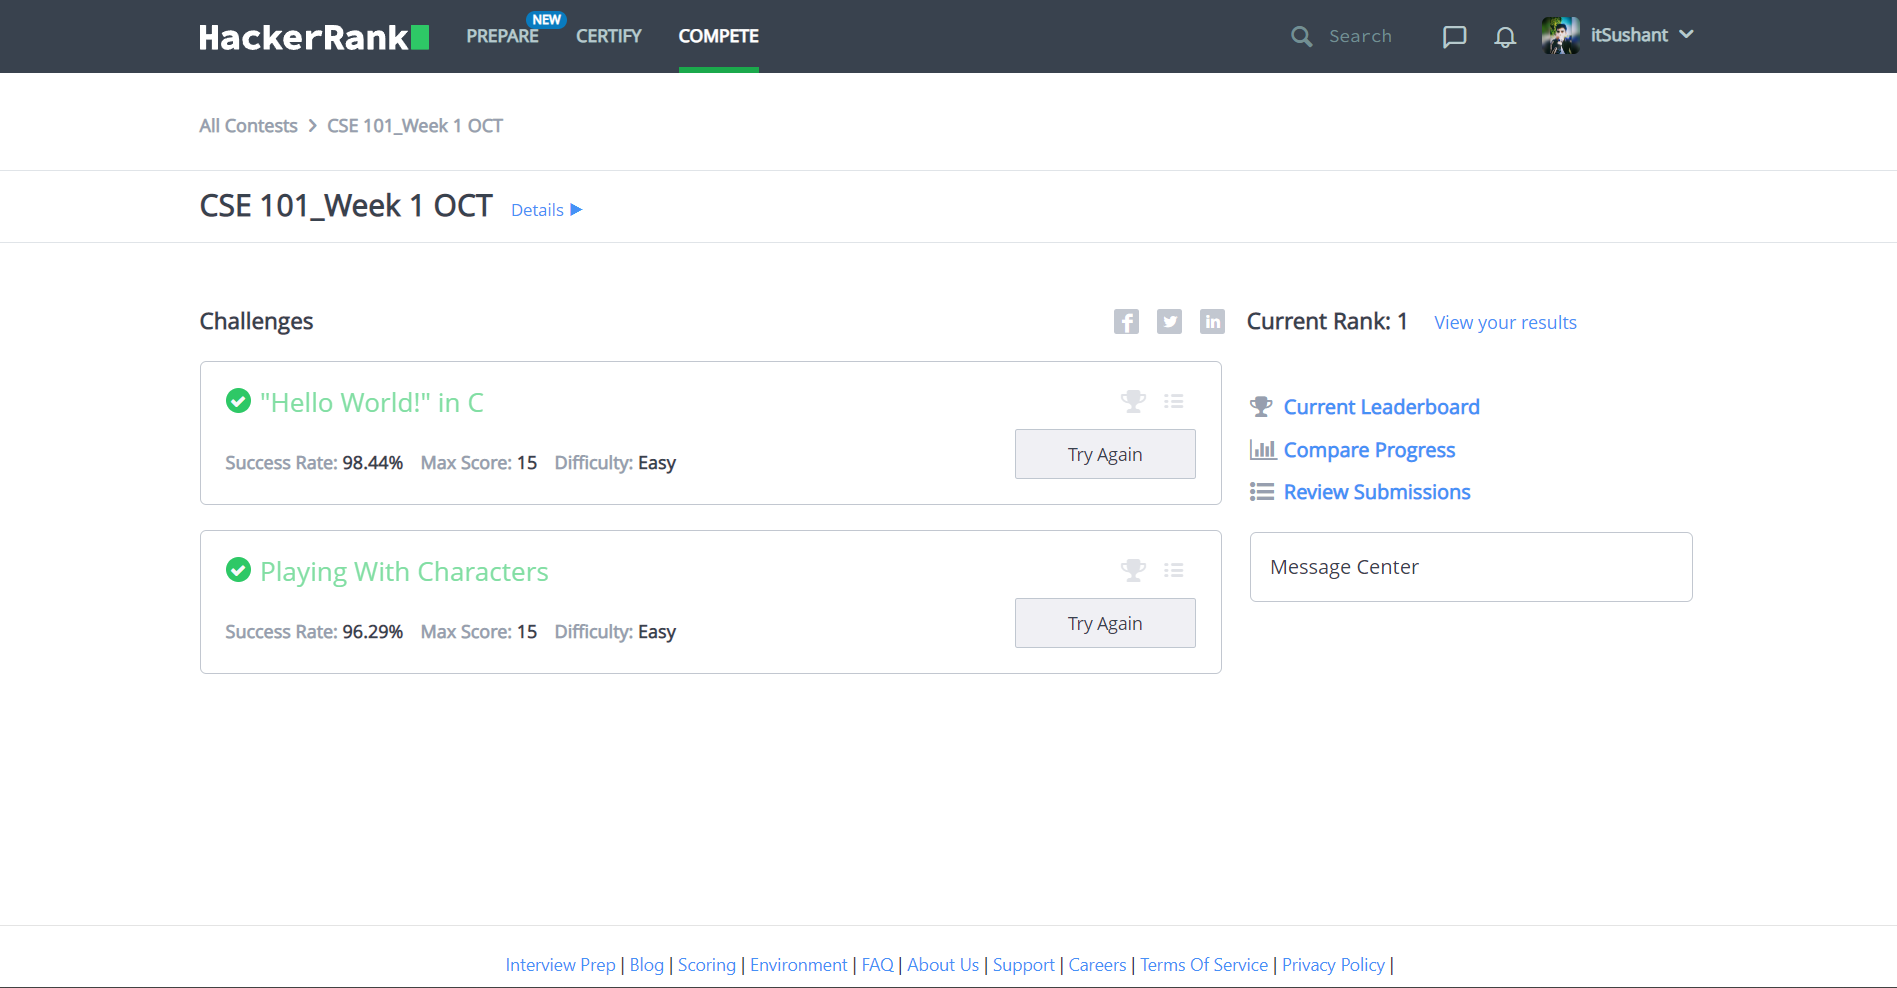 HackerRank PREPARE NEW CERTIFY COMPETE Search itSushant
All Contests > CSE 101_Week 1 OCT
CSE 101_Week 1 OCT Details ▶
Challenges
"Hello World!" in C
Success Rate: 98.44% Max Score: 15 Difficulty: Easy
Try Again
Playing With Characters
Success Rate: 96.29% Max Score: 15 Difficulty: Easy
Try Again
Current Rank: 1 View your results
Current Leaderboard
Compare Progress
Review Submissions
Message Center
Interview Prep | Blog | Scoring | Environment | FAQ | About Us | Support | Careers | Terms Of Service | Privacy Policy |